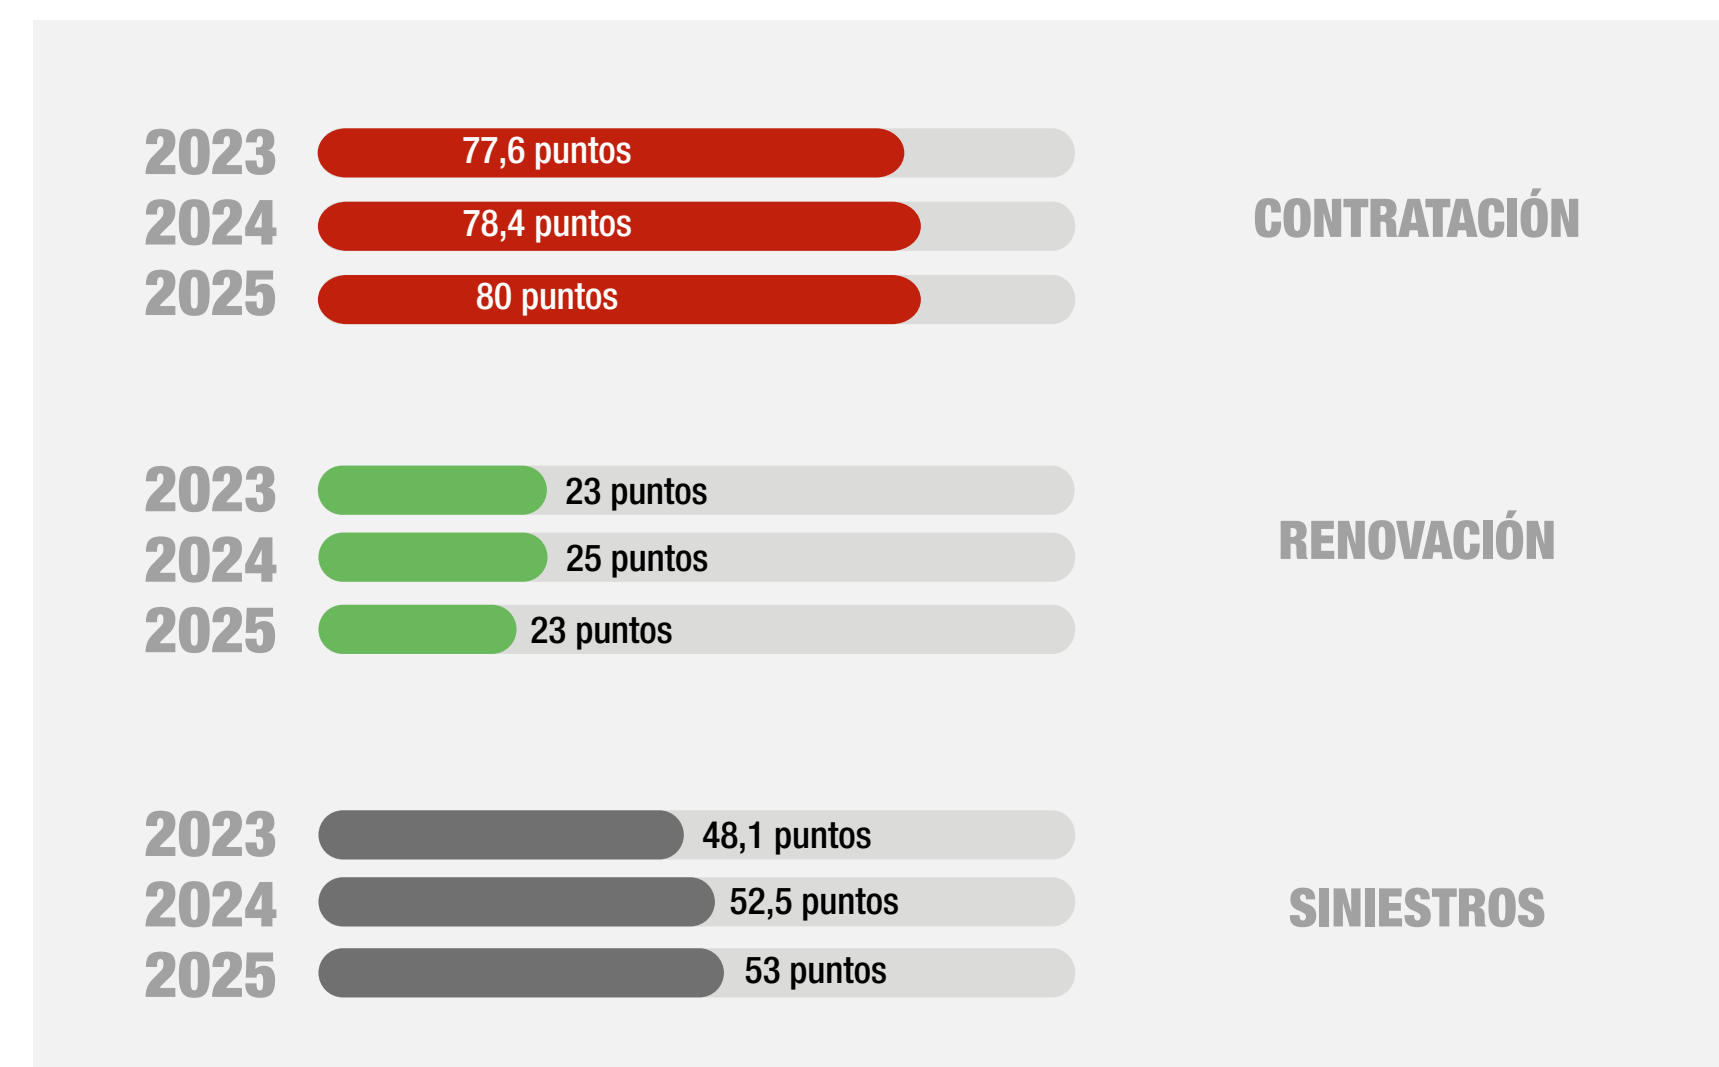 2023 77,6 puntos
2024 78,4 puntos
2025 80 puntos
CONTRATACIÓN
2023 23 puntos
2024 25 puntos
2025 23 puntos
RENOVACIÓN
2023 48,1 puntos
2024 52,5 puntos
2025 53 puntos
SINIESTROS